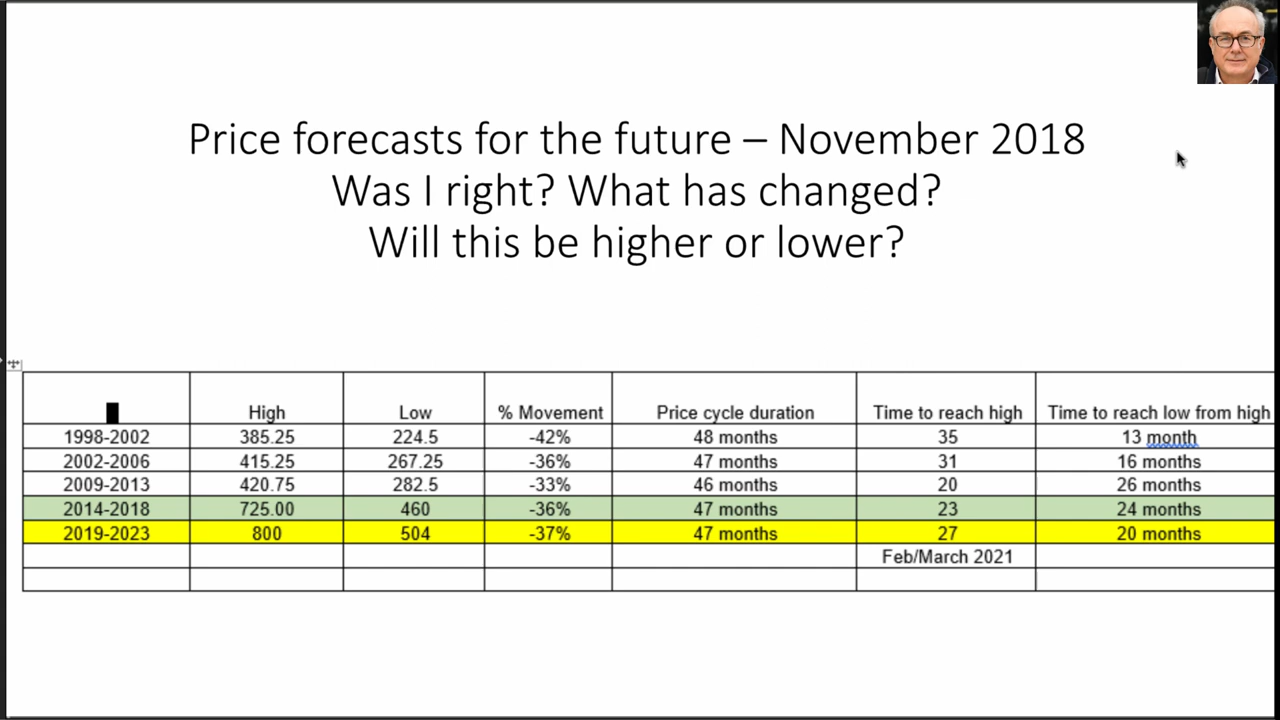 Price forecasts for the future – November 2018
Was I right? What has changed?
Will this be higher or lower?
High Low % Movement Price cycle duration Time to reach high Time to reach low from high
1998-2002 385.25 224.5 -42% 48 months 35 13 month
2002-2006 415.25 267.25 -36% 47 months 31 16 months
2009-2013 420.75 282.5 -33% 46 months 20 26 months
2014-2018 725.00 460 -36% 47 months 23 24 months
2019-2023 800 504 -37% 47 months 27 20 months
Feb/March 2021